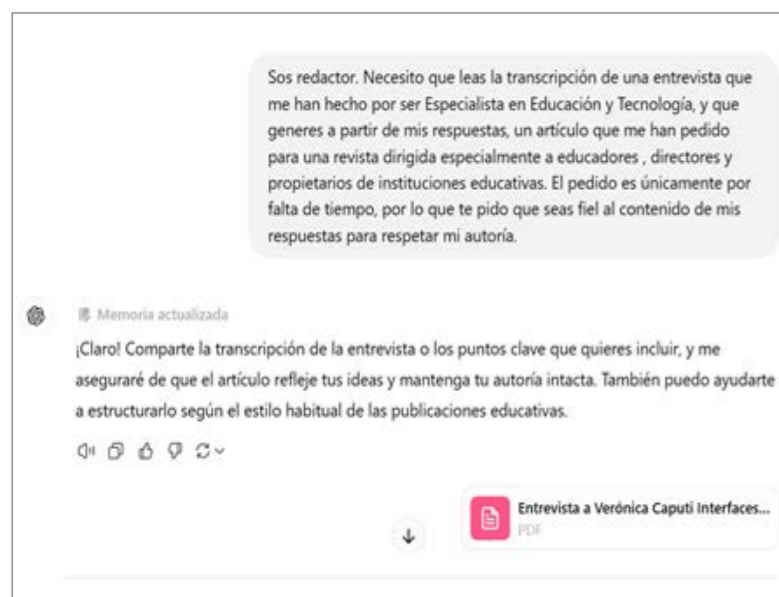 Sos redactor. Necesito que leas la transcripción de una entrevista que
me han hecho por ser Especialista en Educación y Tecnología, y que
generes a partir de mis respuestas, un artículo que me han pedido
para una revista dirigida especialmente a educadores , directores y
propietarios de instituciones educativas. El pedido es únicamente por
falta de tiempo, por lo que te pido que seas fiel al contenido de mis
respuestas para respetar mi autoría.
Memoria actualizada
¡Claro! Comparte la transcripción de la entrevista o los puntos clave que quieres incluir, y me
aseguraré de que el artículo refleje tus ideas y mantenga tu autoría intacta. También puedo ayudarte
a estructurarlo según el estilo habitual de las publicaciones educativas.
Entrevista a Verónica Caputi Interfaces...
PDF